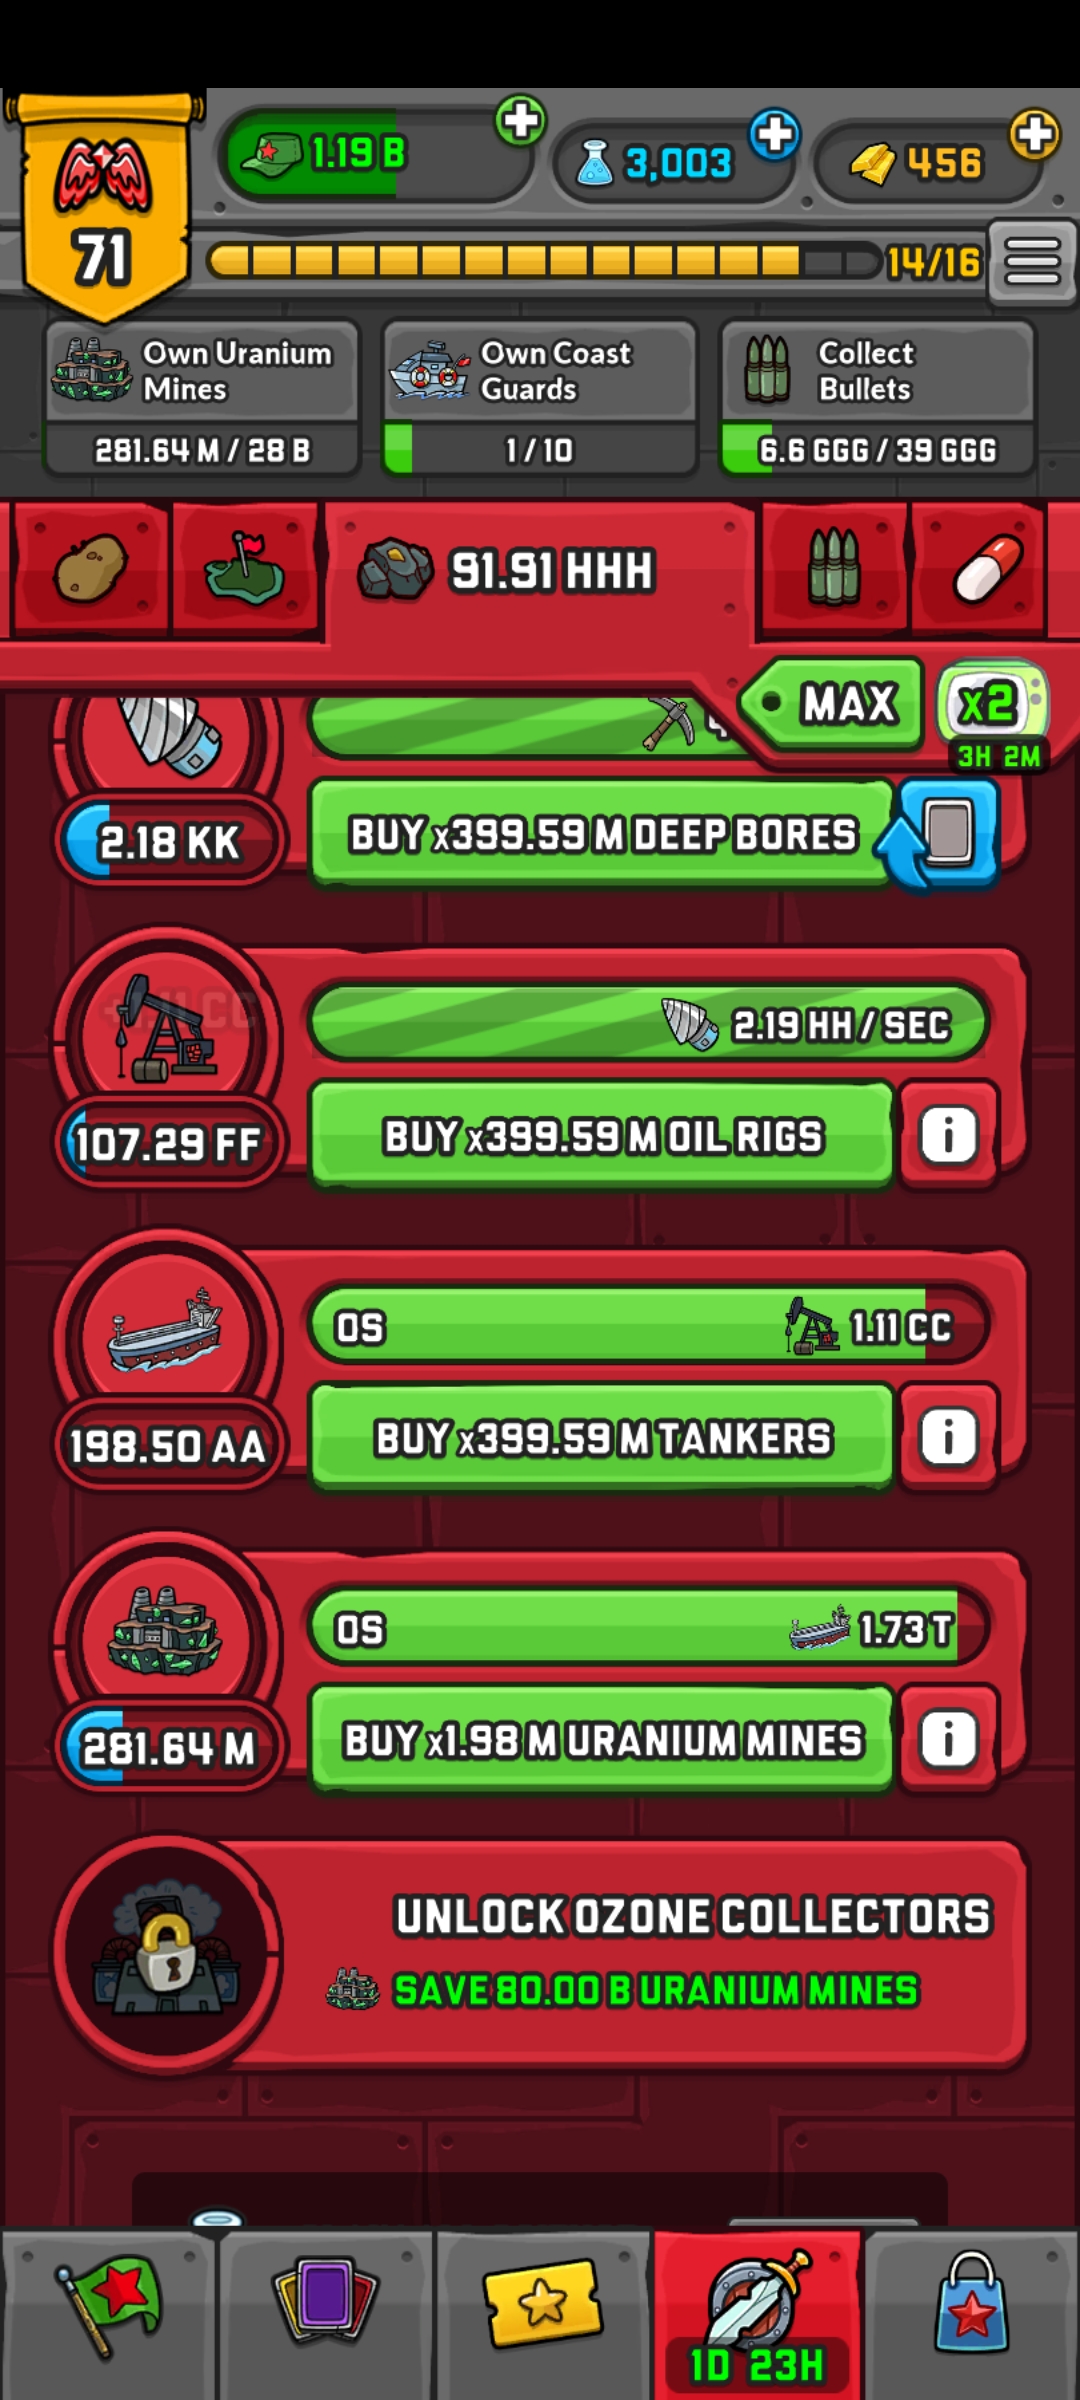 71
1.19 B
3,003
456
14/16
Own Uranium
Mines
281.64 M / 28 B
Own Coast
Guards
1 / 10
Collect
Bullets
6.6 GGG / 39 GGG
91.91 HHH
MAX
x2
3H 2M
2.18 KK
BUY x399.59 M DEEP BORES
2.19 HH / SEC
107.29 FF
BUY x399.59 M OIL RIGS
i
0S
1.11 CC
198.50 AA
BUY x399.59 M TANKERS
i
0S
1.73 T
281.64 M
BUY x1.98 M URANIUM MINES
i
UNLOCK OZONE COLLECTORS
SAVE 80.00 B URANIUM MINES
1D 23H